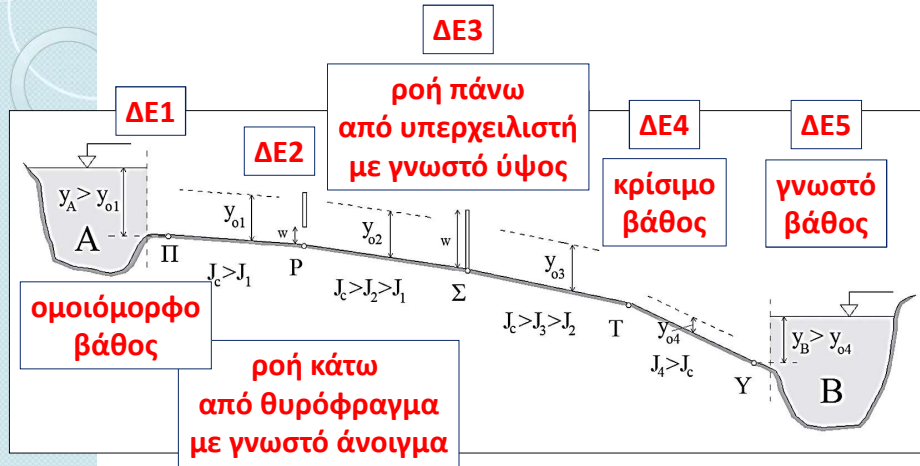 ΔΕ3
ΔΕ1
ροή πάνω
από υπερχειλιστή
με γνωστό ύψος
ΔΕ4
ΔΕ5
ΔΕ2
κρίσιμο
βάθος
γνωστό
βάθος
y_A > y_o1
y_o1
w
y_o2
w
y_o3
y_o4
y_B > y_o4
A
Π
P
Σ
T
Y
B
J_c>J_1
J_c>J_2>J_1
J_c>J_3>J_2
J_4>J_c
ομοιόμορφο
βάθος
ροή κάτω
από θυρόφραγμα
με γνωστό άνοιγμα